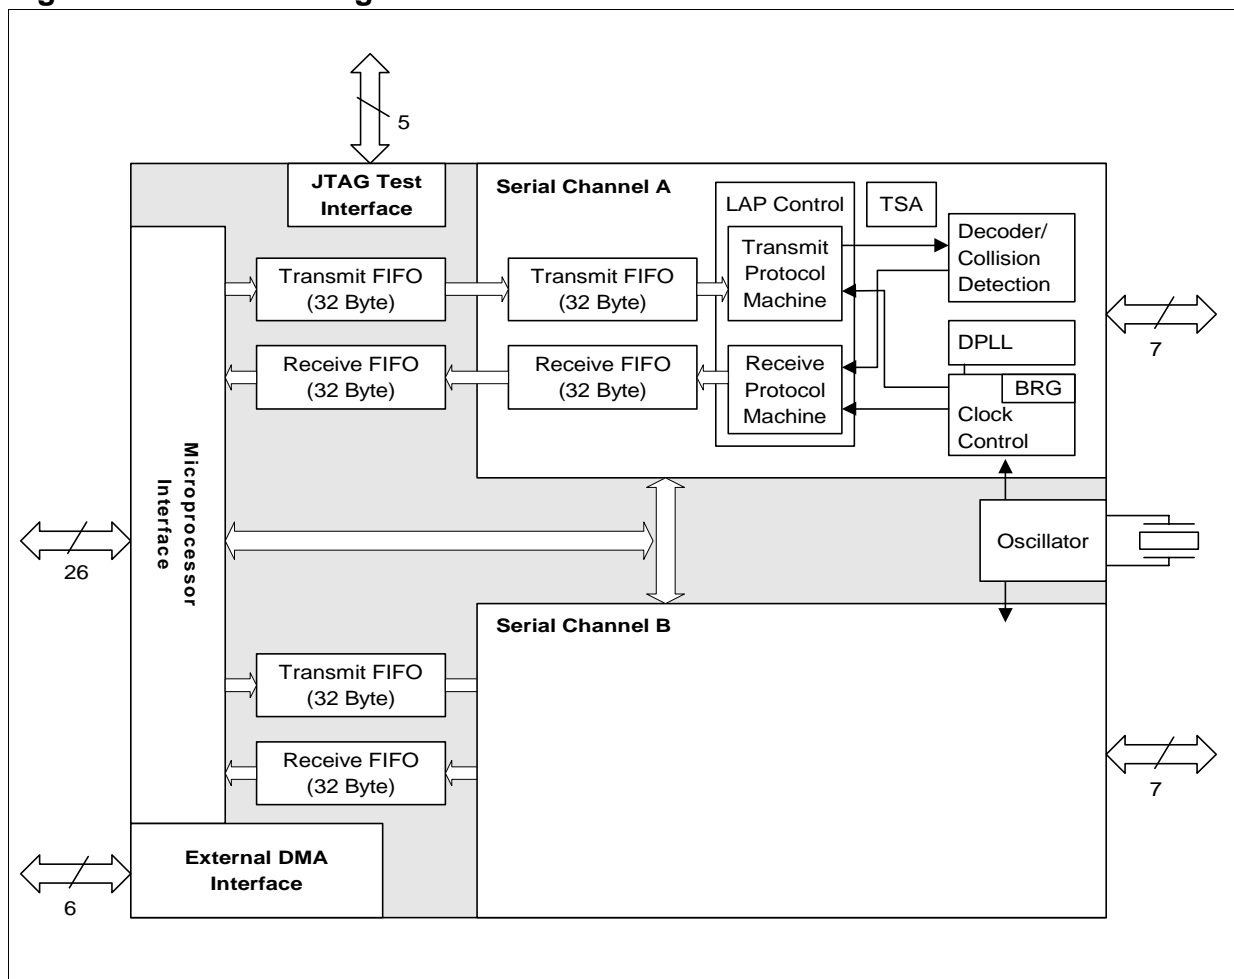 5
JTAG Test
Interface
Serial Channel A
LAP Control
TSA
Transmit
Protocol
Machine
Decoder/
Collision
Detection
Transmit FIFO
(32 Byte)
Transmit FIFO
(32 Byte)
7
Receive FIFO
(32 Byte)
Receive FIFO
(32 Byte)
Receive
Protocol
Machine
DPLL
BRG
Clock
Control
Microprocessor
Interface
26
Oscillator
Serial Channel B
Transmit FIFO
(32 Byte)
Receive FIFO
(32 Byte)
7
External DMA
Interface
6